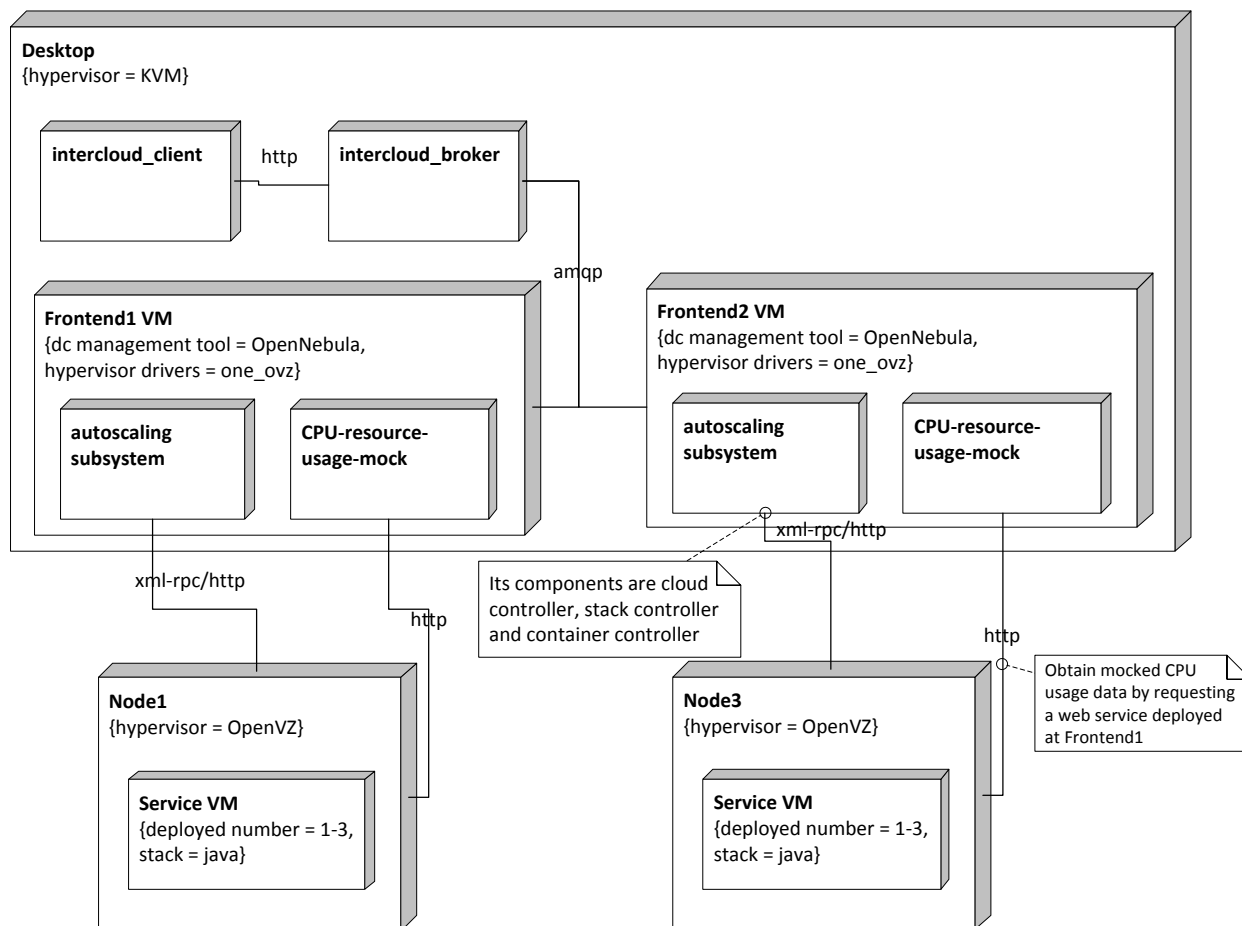 Desktop
{hypervisor = KVM}
intercloud_client
http
intercloud_broker
amqp
Frontend1 VM
{dc management tool = OpenNebula,
hypervisor drivers = one_ovz}
autoscaling
subsystem
CPU-resource-
usage-mock
Frontend2 VM
{dc management tool = OpenNebula,
hypervisor drivers = one_ovz}
autoscaling
subsystem
CPU-resource-
usage-mock
xml-rpc/http
xml-rpc/http
http
Its components are cloud
controller, stack controller
and container controller
http
Obtain mocked CPU
usage data by requesting
a web service deployed
at Frontend1
Node1
{hypervisor = OpenVZ}
Service VM
{deployed number = 1-3,
stack = java}
Node3
{hypervisor = OpenVZ}
Service VM
{deployed number = 1-3,
stack = java}